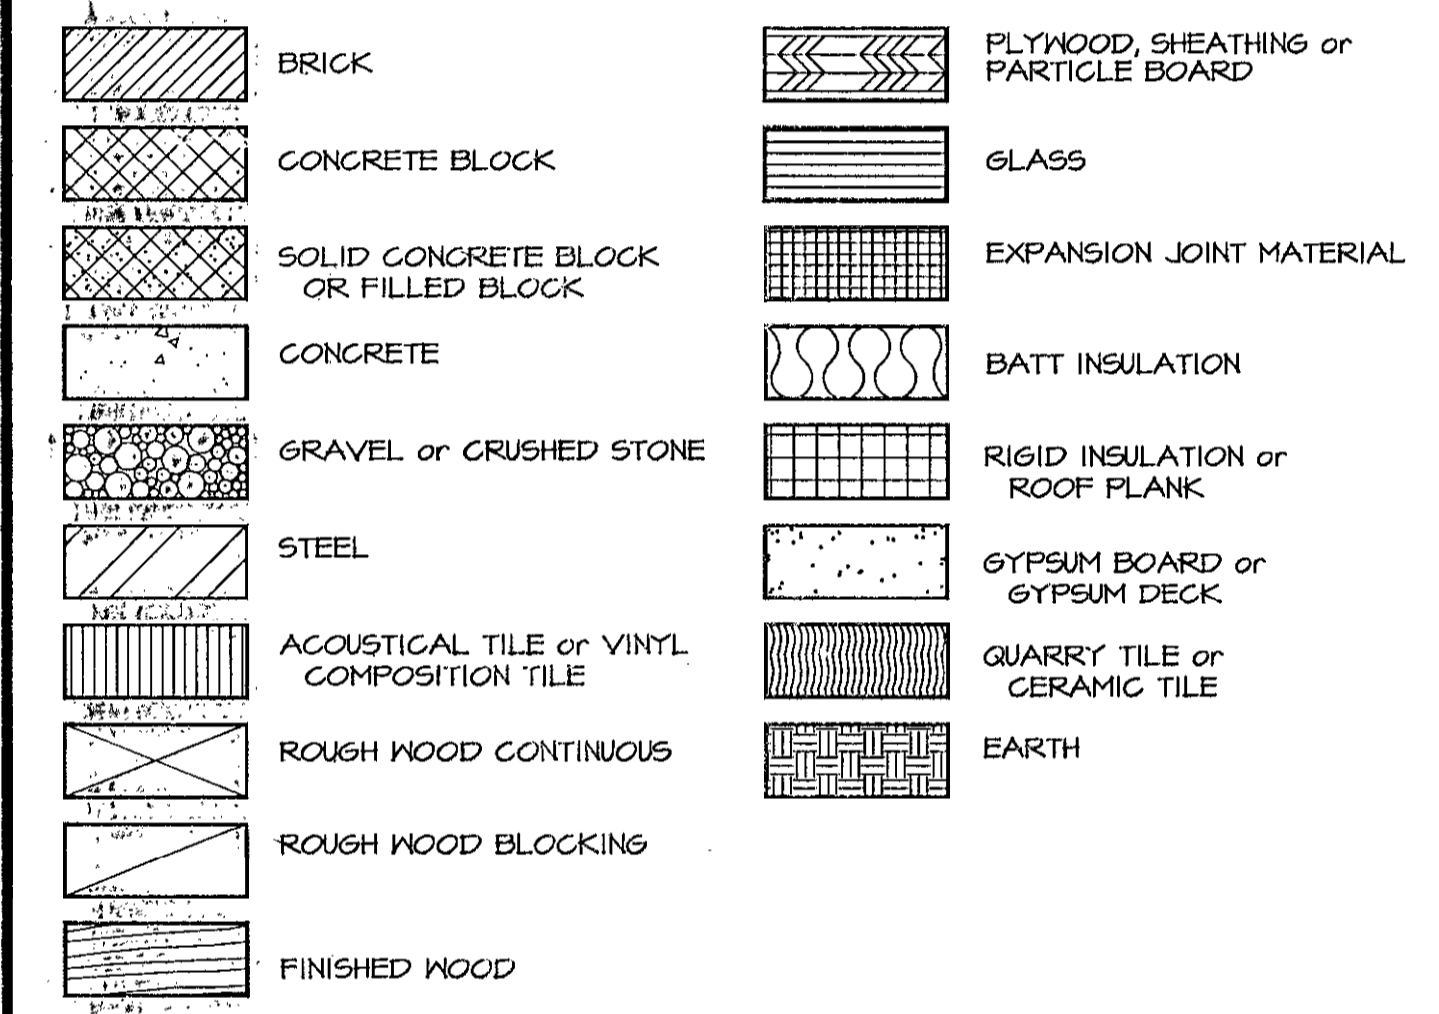 BRICK
CONCRETE BLOCK
SOLID CONCRETE BLOCK
OR FILLED BLOCK
CONCRETE
GRAVEL or CRUSHED STONE
STEEL
ACOUSTICAL TILE or VINYL
COMPOSITION TILE
ROUGH WOOD CONTINUOUS
ROUGH WOOD BLOCKING
FINISHED WOOD
PLYWOOD, SHEATHING or
PARTICLE BOARD
GLASS
EXPANSION JOINT MATERIAL
BATT INSULATION
RIGID INSULATION or
ROOF PLANK
GYPSUM BOARD or
GYPSUM DECK
QUARRY TILE or
CERAMIC TILE
EARTH